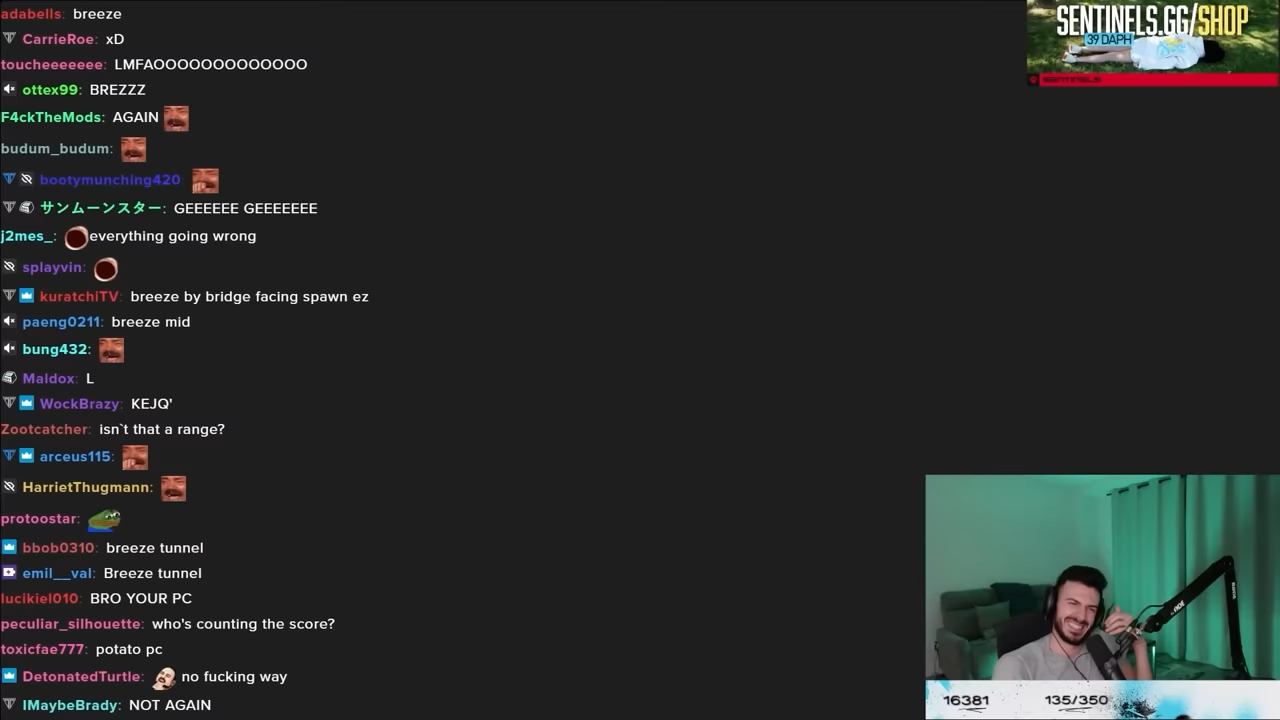 adabells: breeze
CarrieRoe: xD
toucheeeeeee: LMFAOOOOOOOOOOOOO
ottex99: BREZZZ
F4ckTheMods: AGAIN
budum_budum:
bootymunching420
サンムーンスター: GEEEEEE GEEEEEEE
j2mes_: everything going wrong
splayvin:
kuratchiTV: breeze by bridge facing spawn ez
paeng0211: breeze mid
bung432:
Maldox: L
WockBrazy: KEJQ'
Zootcatcher: isn`t that a range?
arceus115:
HarrietThugmann:
protoostar:
bbob0310: breeze tunnel
emil__val: Breeze tunnel
lucikiel010: BRO YOUR PC
peculiar_silhouette: who's counting the score?
toxicfae777: potato pc
DetonatedTurtle: no fucking way
IMaybeBrady: NOT AGAIN
SENTINELS.GG/SHOP
39 DAPH
SENTINELS
RODE
16381
135/350